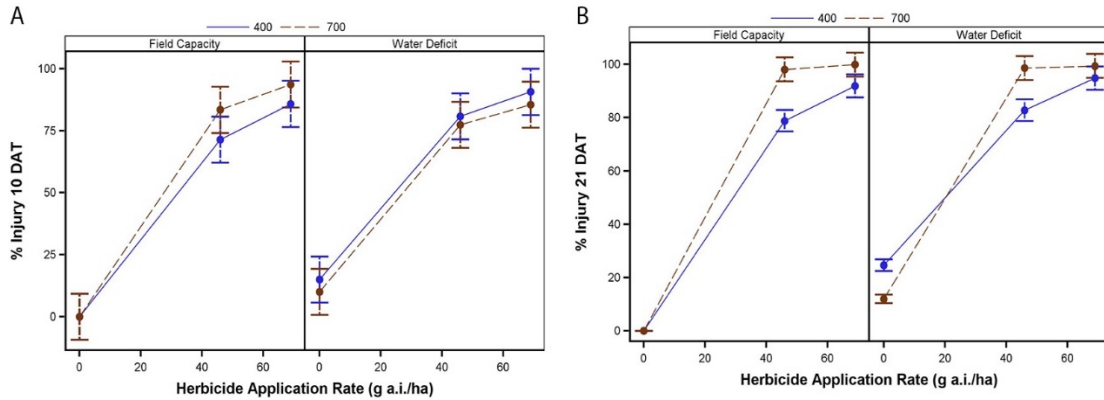 A
400 700
Field Capacity Water Deficit
% Injury 10 DAT
100
75
50
25
0
0 20 40 60 0 20 40 60
Herbicide Application Rate (g a.i./ha)
B
400 700
Field Capacity Water Deficit
% Injury 21 DAT
100
80
60
40
20
0
0 20 40 60 0 20 40 60
Herbicide Application Rate (g a.i./ha)